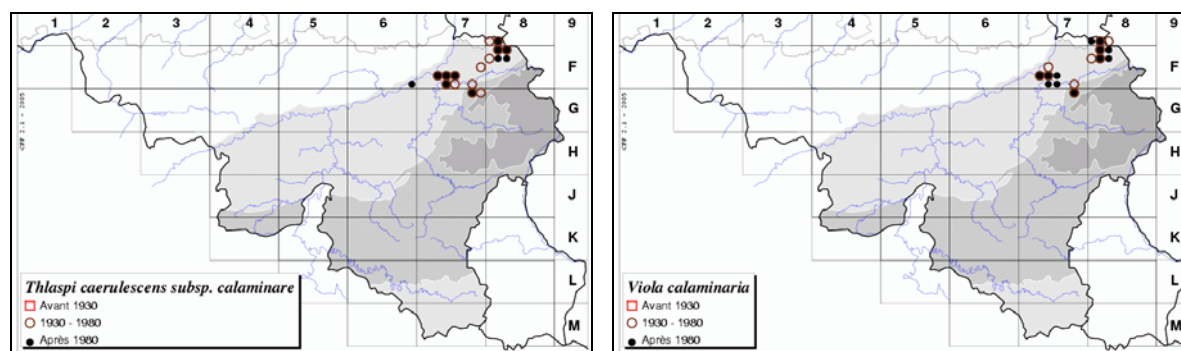 1 2 3 4 5 6 7 8 9
F
G
H
J
K
L
M
Thlaspi caerulescens subsp. calaminare
Avant 1930
1930 - 1980
Après 1980
1 2 3 4 5 6 7 8 9
F
G
H
J
K
L
M
Viola calaminaria
Avant 1930
1930 - 1980
Après 1980